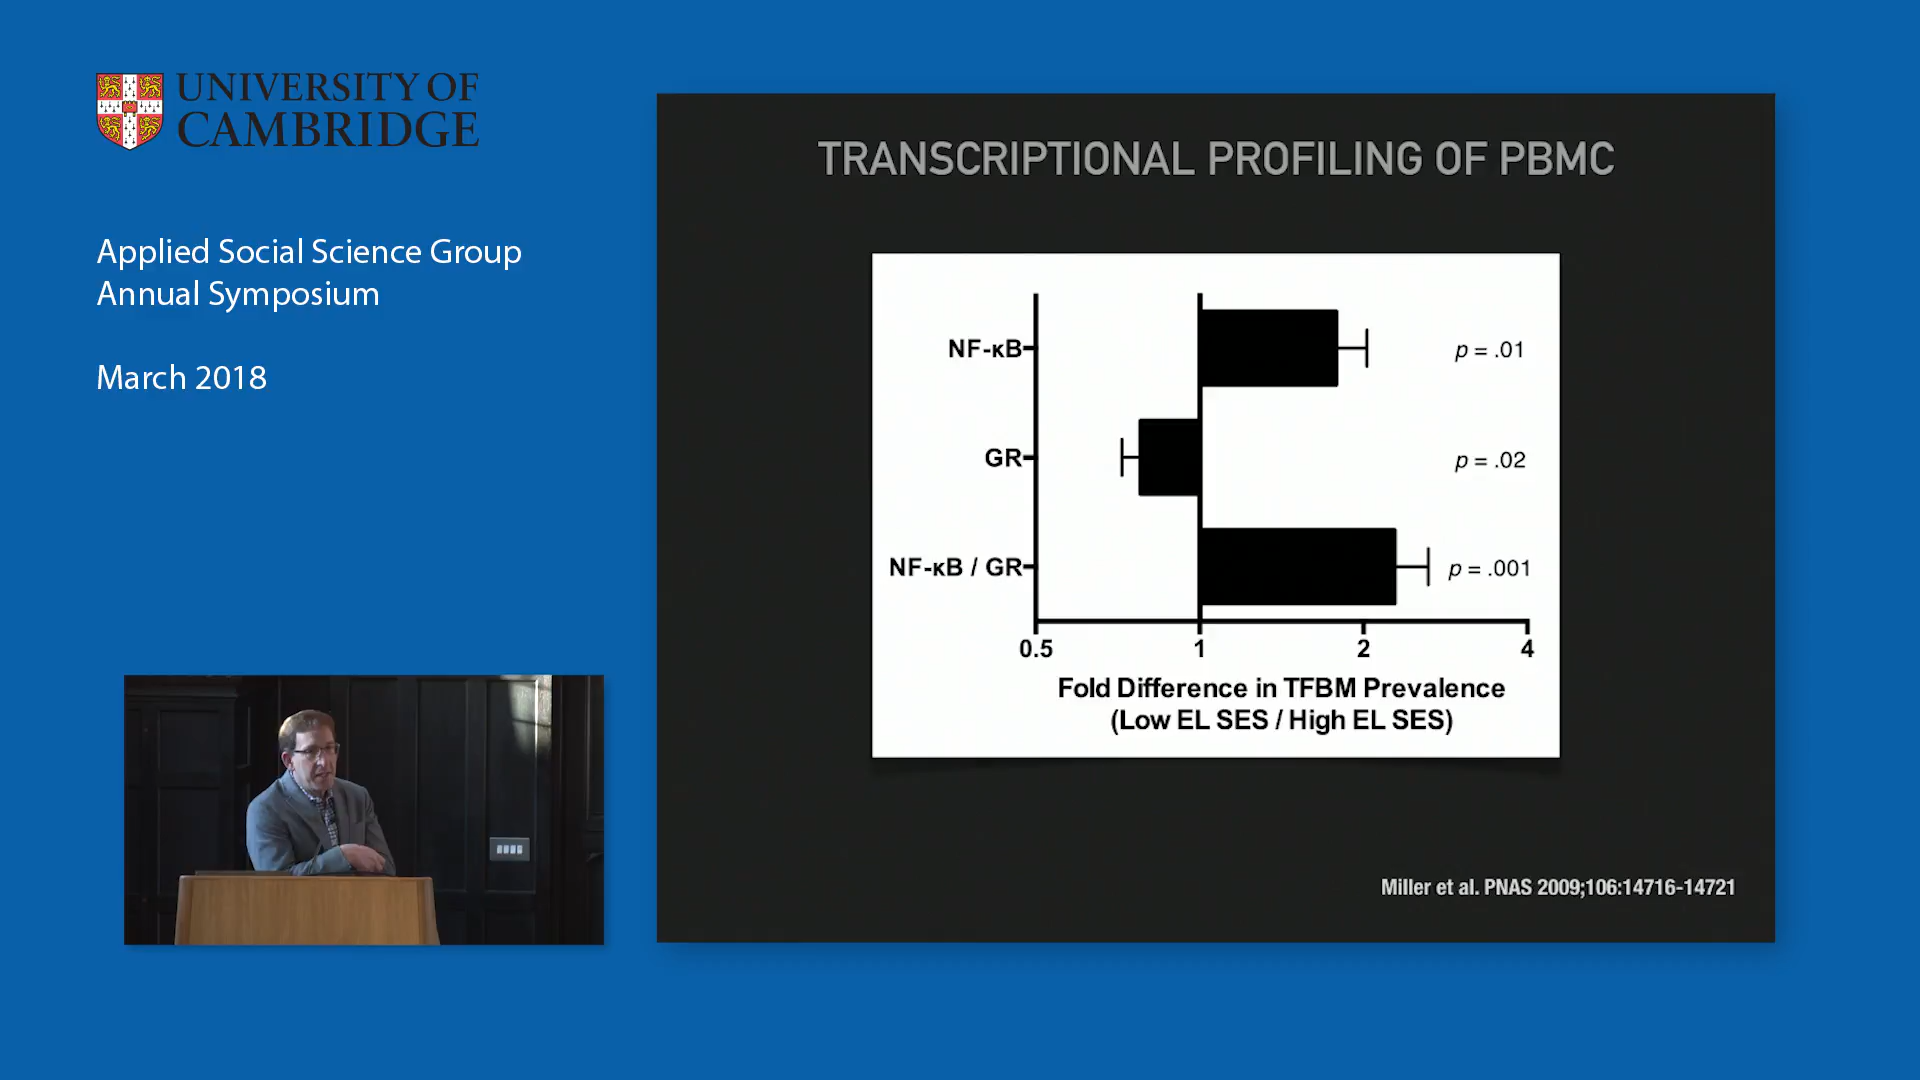 UNIVERSITY OF
CAMBRIDGE
Applied Social Science Group
Annual Symposium
March 2018
TRANSCRIPTIONAL PROFILING OF PBMC
NF-κB
p = .01
GR
p = .02
NF-κB / GR
p = .001
0.5 1 2 4
Fold Difference in TFBM Prevalence
(Low EL SES / High EL SES)
Miller et al. PNAS 2009;106:14716-14721